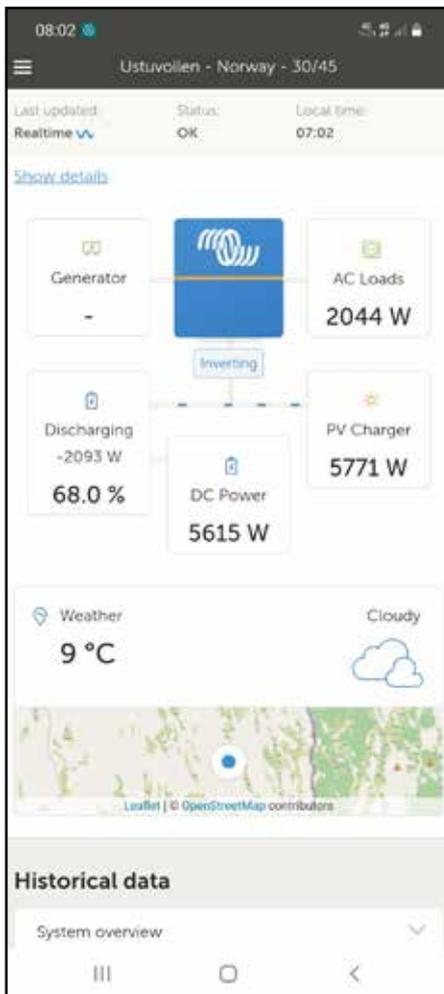 08:02
Ustuvollen - Norway - 30/45
Last updated: Status: Local time:
Realtime OK 07:02
Show details
Generator
-
AC Loads
2044 W
Inverting
Discharging
-2093 W
68.0 %
DC Power
5615 W
PV Charger
5771 W
Weather Cloudy
9 °C
Leaflet | © OpenStreetMap contributors
Historical data
System overview